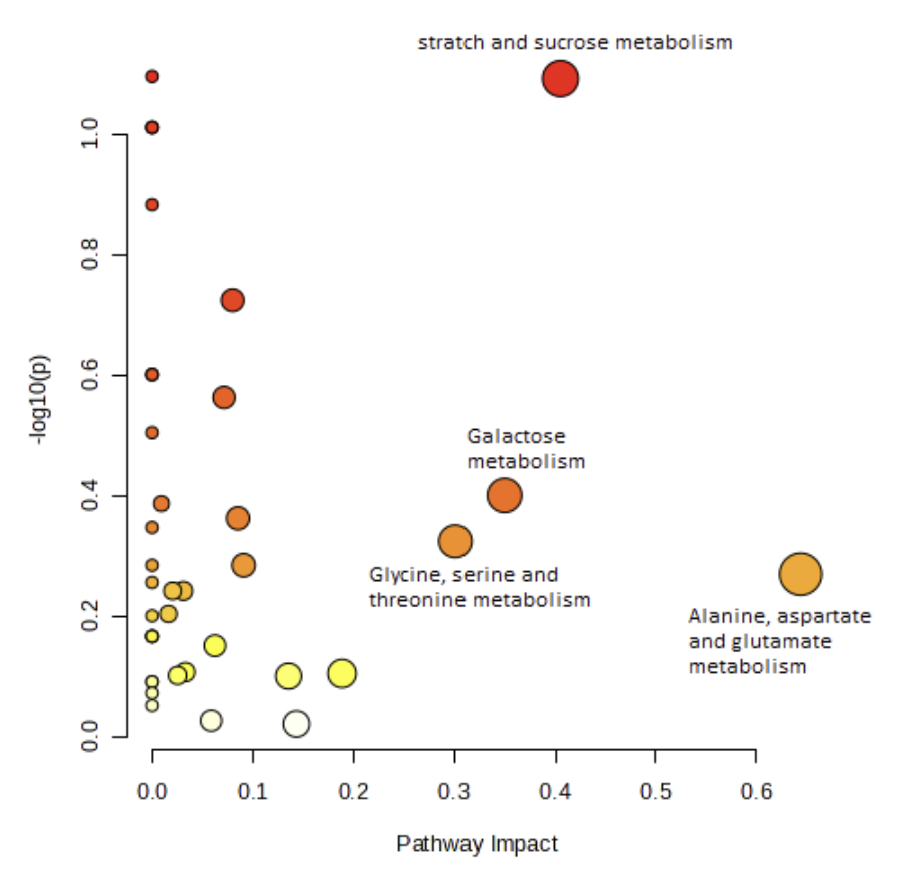 stratch and sucrose metabolism
1.0
0.8
0.6
0.4
0.2
0.0
-log10(p)
Galactose
metabolism
Glycine, serine and
threonine metabolism
Alanine, aspartate
and glutamate
metabolism
0.0 0.1 0.2 0.3 0.4 0.5 0.6
Pathway Impact